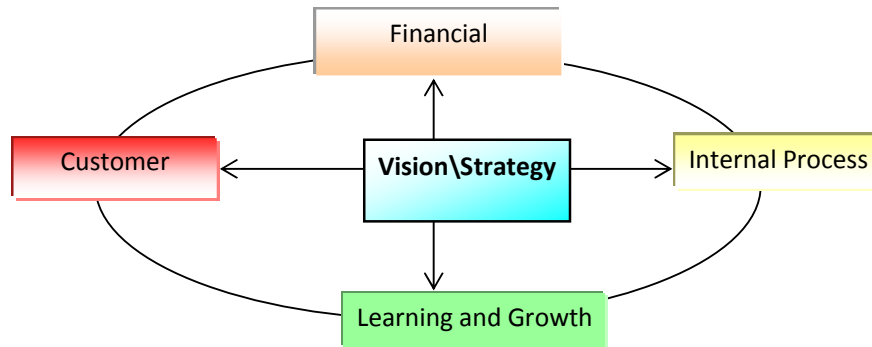 Financial
Customer
Vision\Strategy
Internal Process
Learning and Growth